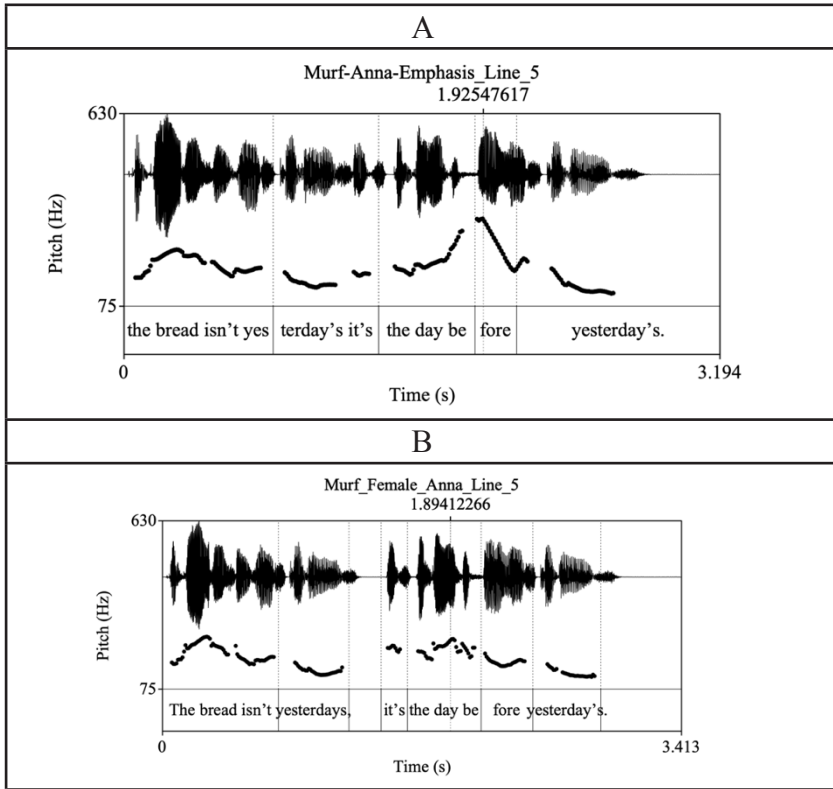 A
Murf-Anna-Emphasis_Line_5
1.92547617
630
Pitch (Hz)
75
the bread isn't yes terday's it's the day be fore yesterday's.
0 3.194
Time (s)
B
Murf_Female_Anna_Line_5
1.89412266
630
Pitch (Hz)
75
The bread isn't yesterdays, it's the day be fore yesterday's.
0 3.413
Time (s)